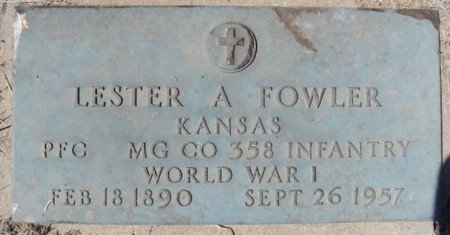 LESTER A FOWLER
KANSAS
PFC MG CO 358 INFANTRY
WORLD WAR I
FEB 18 1890 SEPT 26 1957